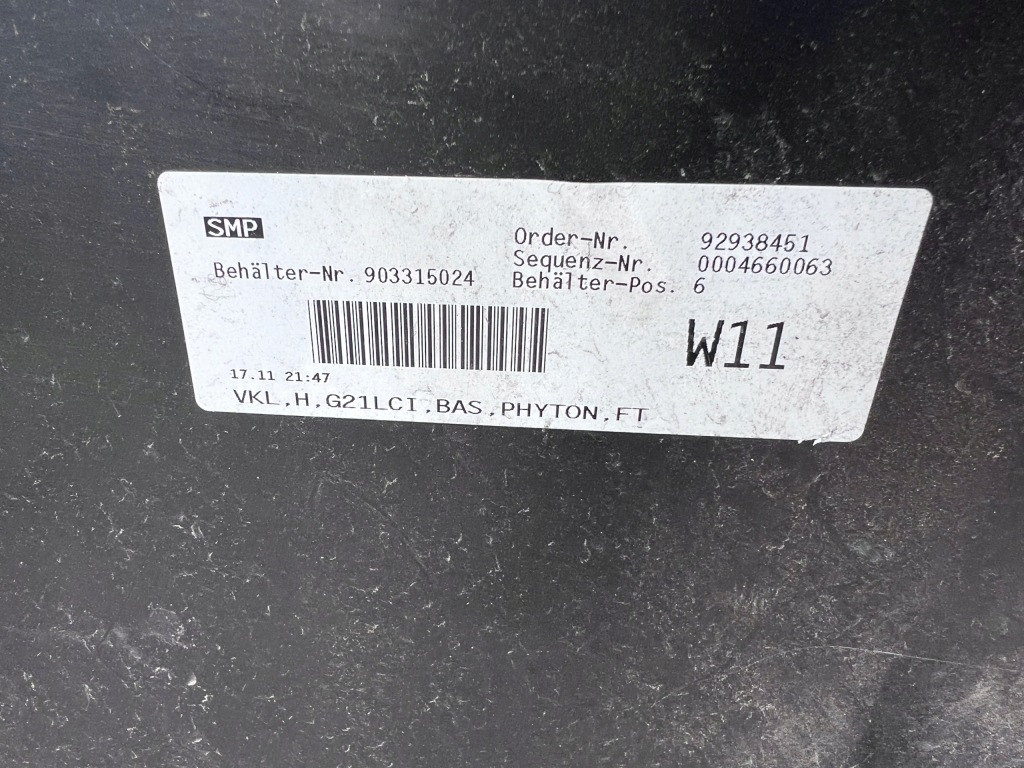 SMP
Order-Nr. 92938451
Sequenz-Nr. 0004660063
Behälter-Nr. 903315024
Behälter-Pos. 6
W11
17.11 21:47
VKL,H,G21LCI,BAS,PHYTON,FT